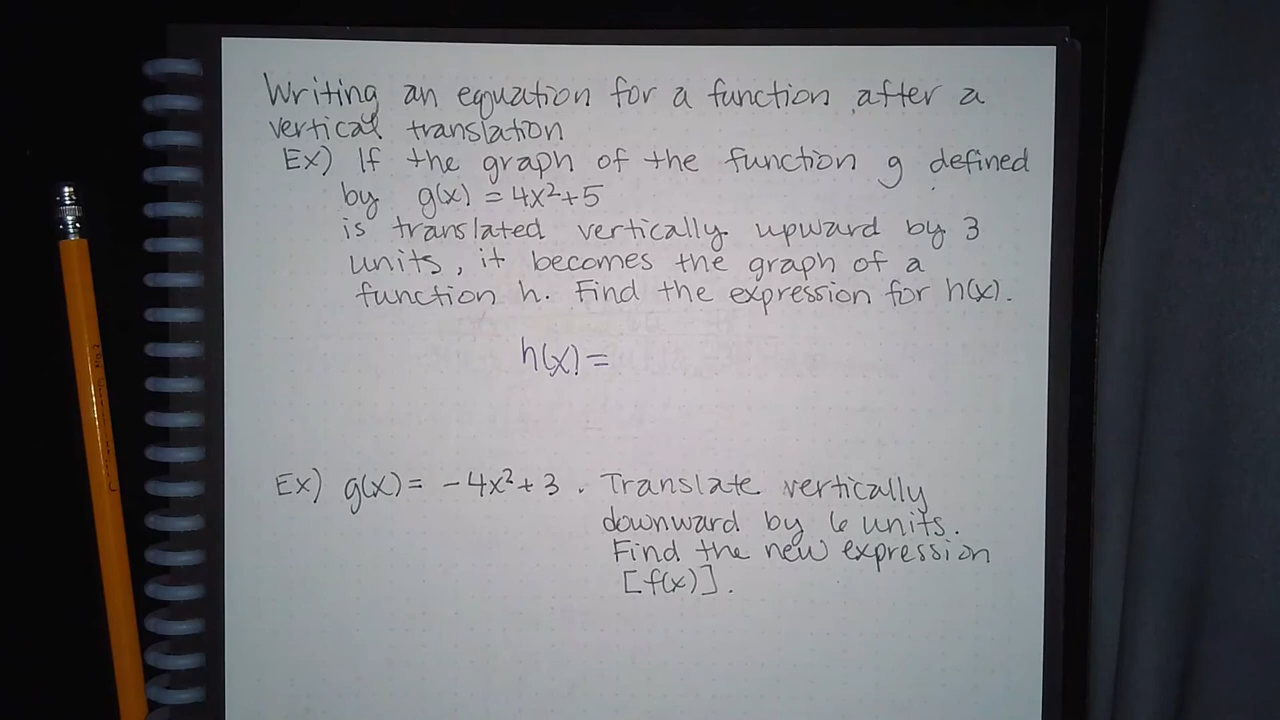 Writing an equation for a function after a
vertical translation
Ex) If the graph of the function g defined
by g(x) = 4x²+5
is translated vertically upward by 3
units, it becomes the graph of a
function h. Find the expression for h(x).
h(x) =
Ex) g(x) = -4x²+3. Translate vertically
downward by 6 units.
Find the new expression
[f(x)].